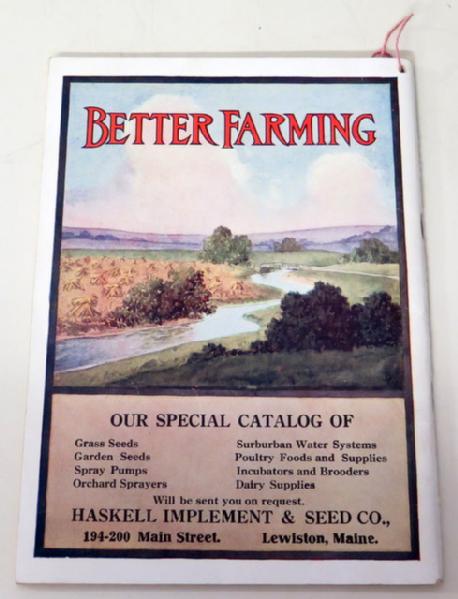 BETTER FARMING
OUR SPECIAL CATALOG OF
Grass Seeds
Garden Seeds
Spray Pumps
Orchard Sprayers
Surburban Water Systems
Poultry Foods and Supplies
Incubators and Brooders
Dairy Supplies
Will be sent you on request.
HASKELL IMPLEMENT & SEED CO.,
194-200 Main Street. Lewiston, Maine.